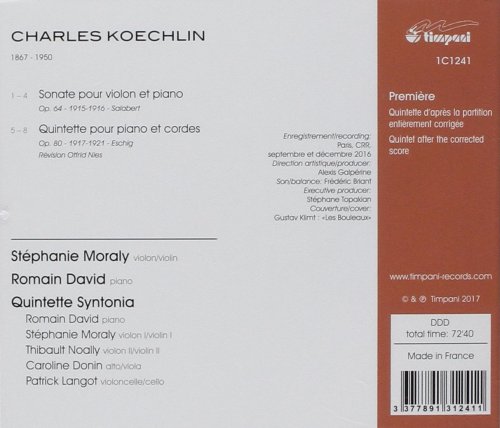 CHARLES KOECHLIN
1867 - 1950
1-4 Sonate pour violon et piano
Op. 64 - 1915-1916 - Salabert
5-8 Quintette pour piano et cordes
Op. 80 - 1917-1921 - Eschig
Révision Otfrid Nies
Enregistrement/recording:
Paris, CRR,
septembre et décembre 2016
Direction artistique/producer:
Alexis Galpérine
Son/balance: Frédéric Briant
Executive producer:
Stéphane Topakian
Couverture/cover:
Gustav Klimt : «Les Bouleaux»
Stéphanie Moraly violon/violin
Romain David piano
Quintette Syntonia
Romain David piano
Stéphanie Moraly violon I/violin I
Thibault Noally violon II/violin II
Caroline Donin alto/viola
Patrick Langot violoncelle/cello
timpani
1C1241
Première
Quintette d'après la partition
entièrement corrigée
Quintet after the corrected
score
www.timpani-records.com
© & ℗ Timpani 2017
DDD
total time: 72'40
Made in France
3 377891 312411